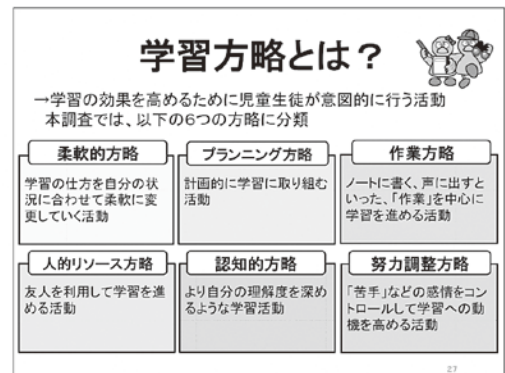 学習方略とは？
→学習の効果を高めるために児童生徒が意図的に行う活動
本調査では、以下の6つの方略に分類
柔軟的方略
学習の仕方を自分の状
況に合わせて柔軟に変
更していく活動
プランニング方略
計画的に学習に取り組む
活動
作業方略
ノートに書く、声に出すと
いった、「作業」を中心に
学習を進める活動
人的リソース方略
友人を利用して学習を進
める活動
認知的方略
より自分の理解度を深め
るような学習活動
努力調整方略
「苦手」などの感情をコン
トロールして学習への動
機を高める活動
27